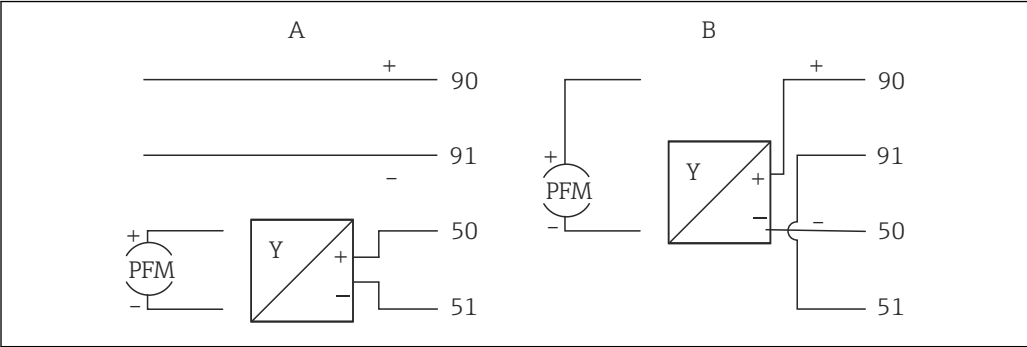 A B
+ + 90 90
+ 91 91
Y
PFM + –
–
+ Y – 50 50
PFM + –
– 51 51